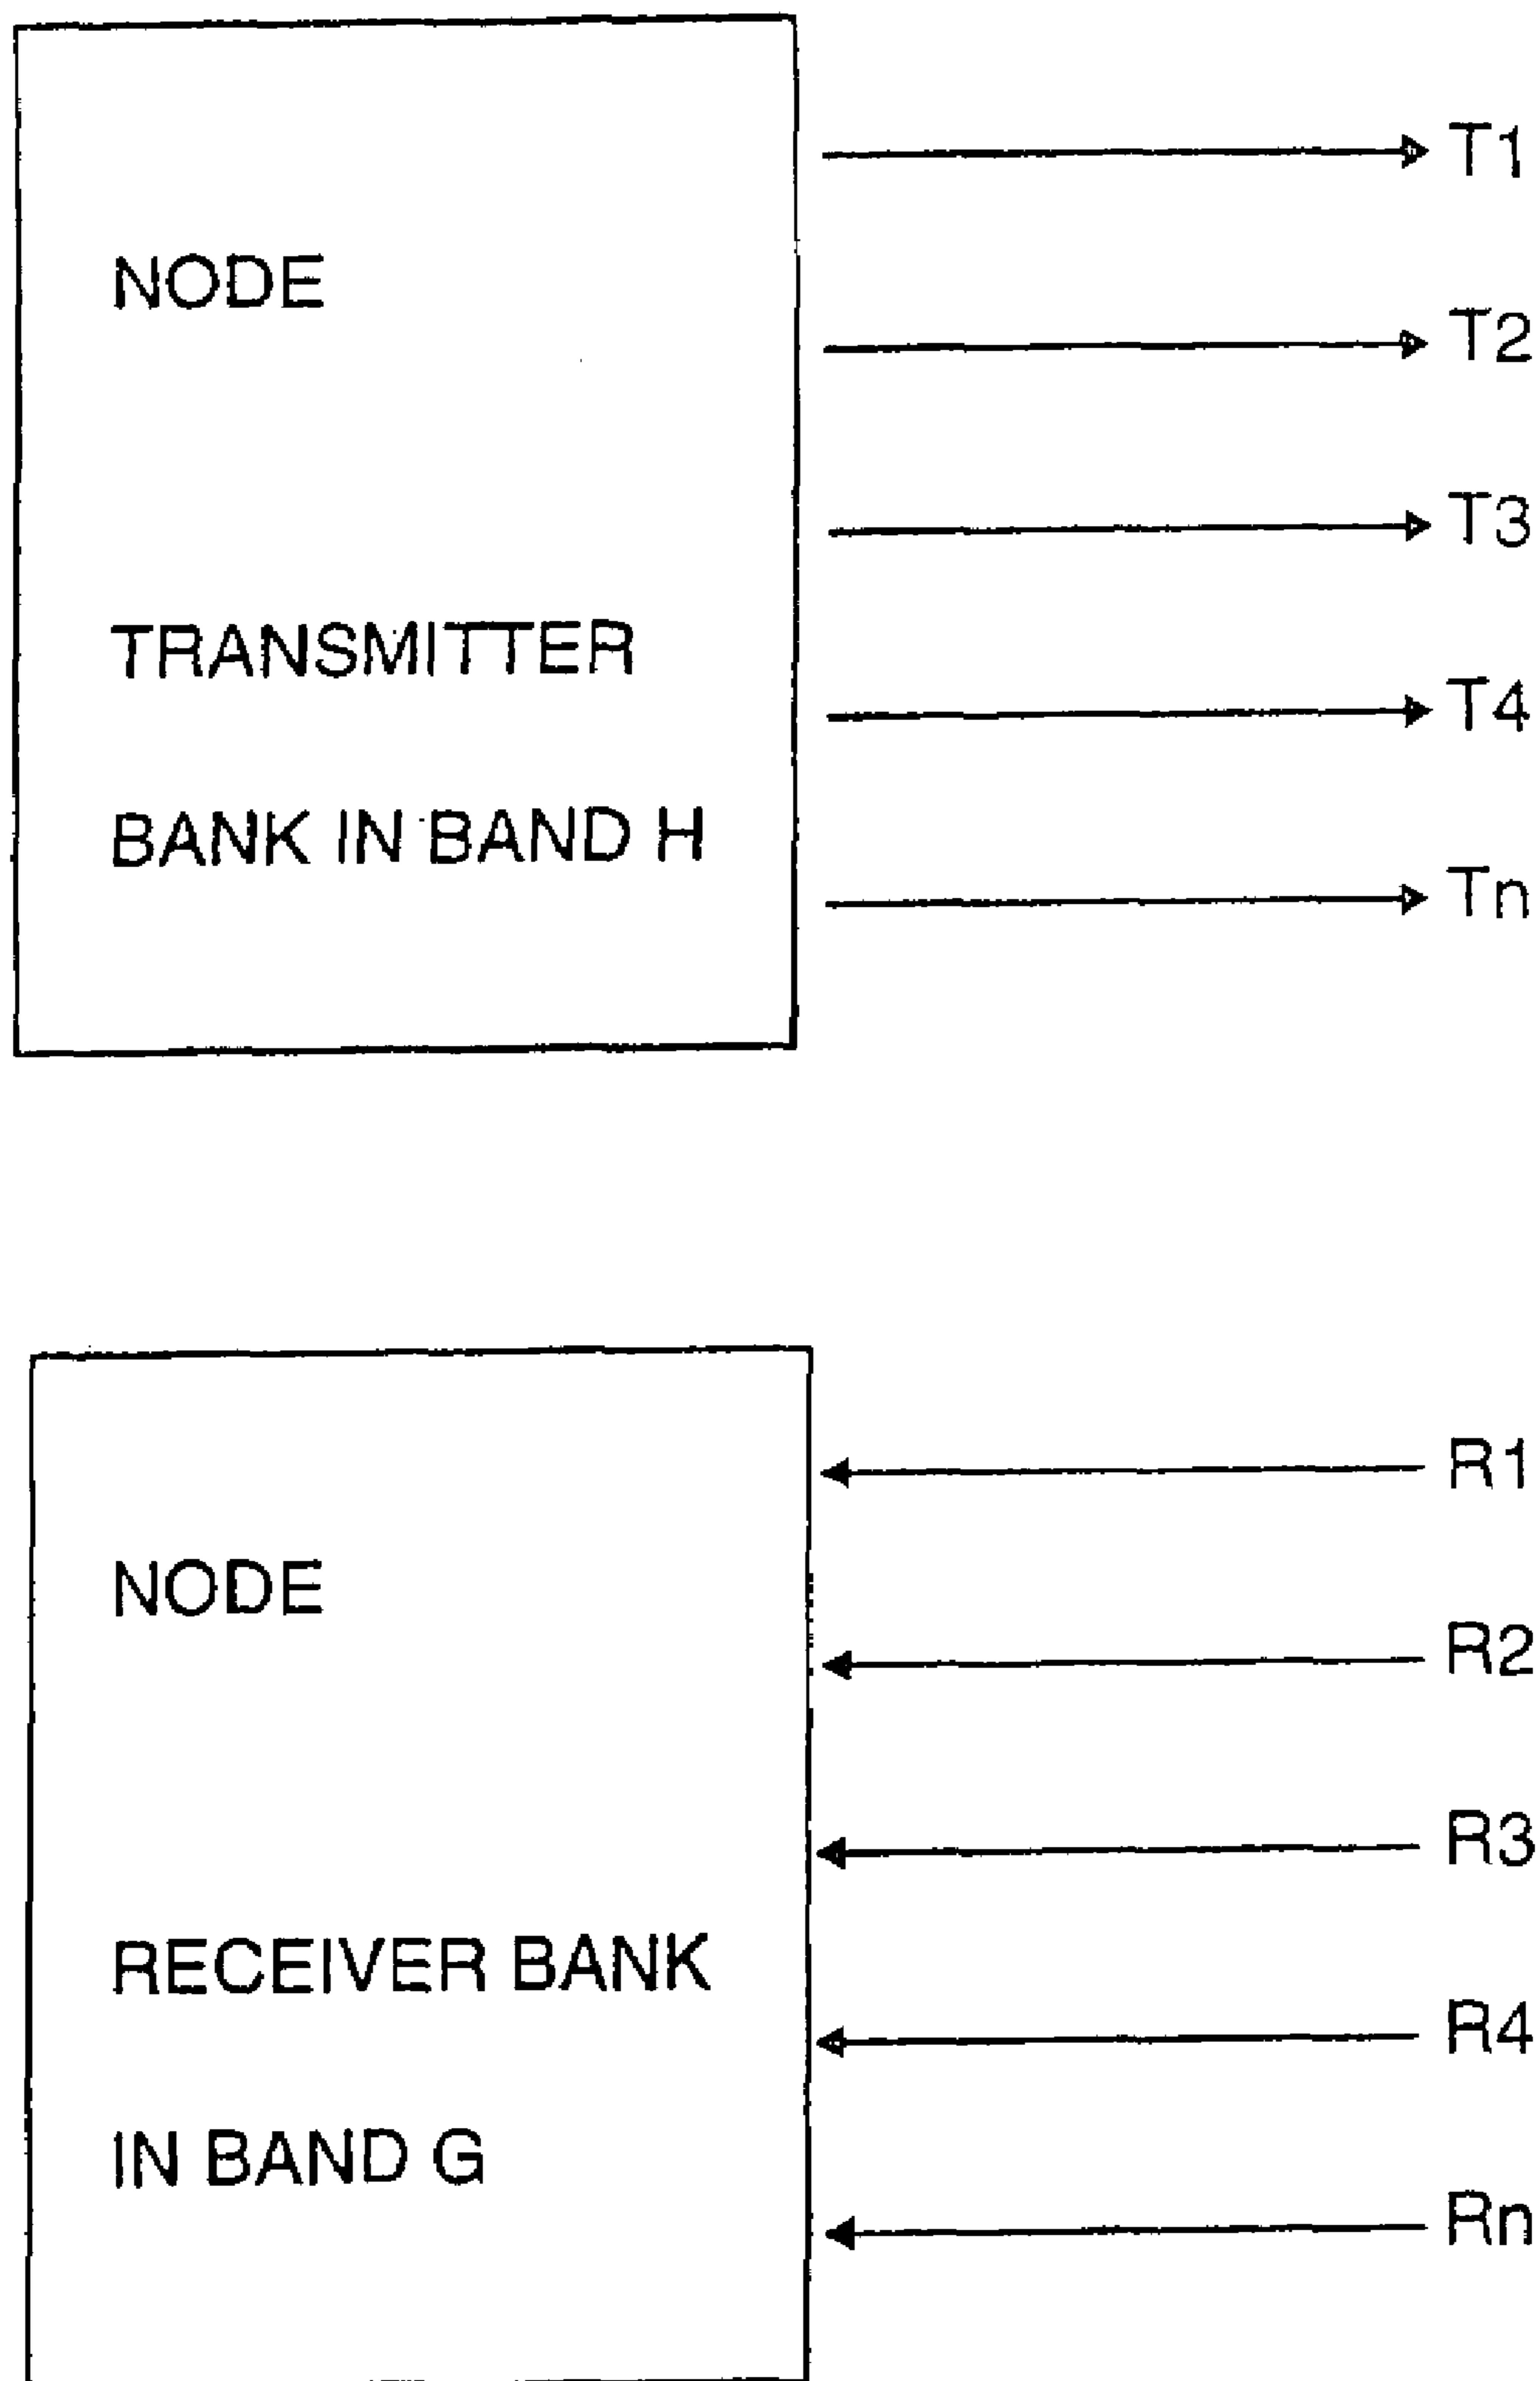 T1
NODE
T2
T3
TRANSMITTER
T4
BANK IN BAND H
Tn
R1
NODE
R2
R3
RECEIVER BANK
R4
IN BAND G
Rn